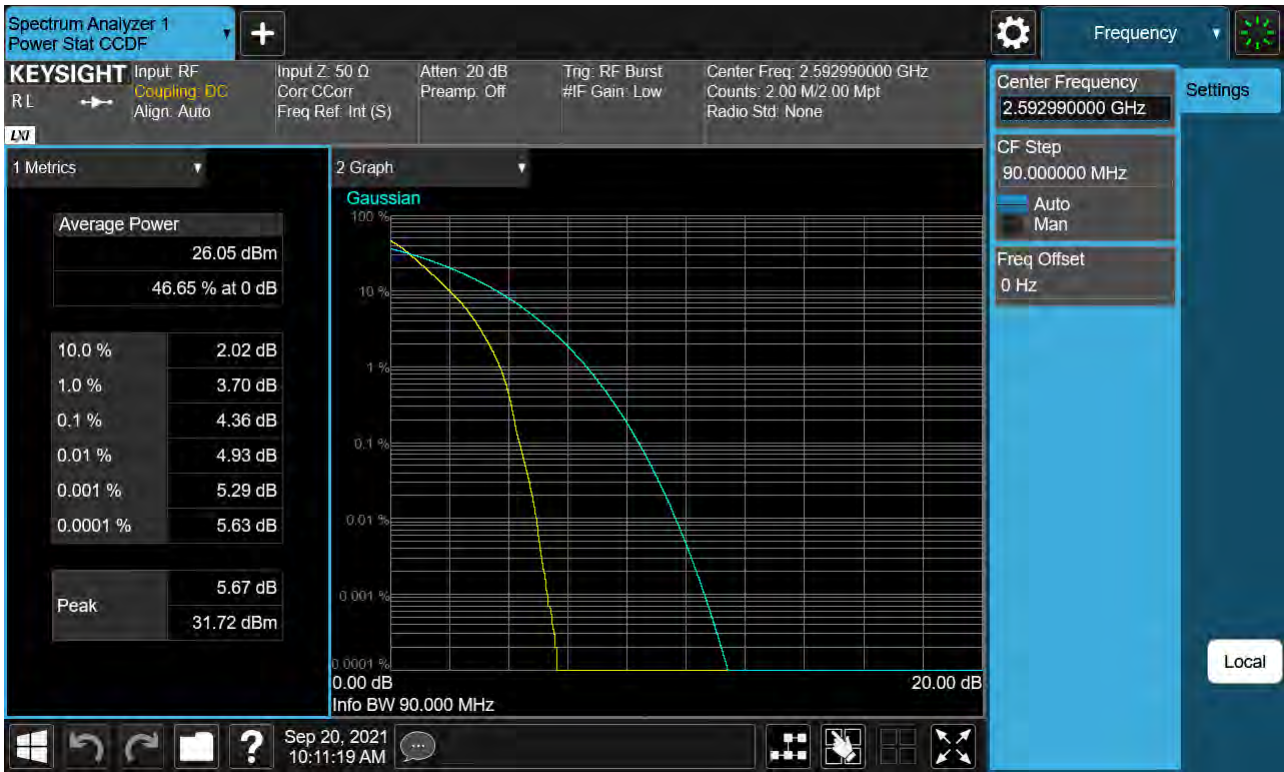 Spectrum Analyzer 1
Power Stat CCDF
+
Frequency
KEYSIGHT
RL
LXI
Input: RF
Coupling: DC
Align: Auto
Input Z: 50 Ω
Corr CCorr
Freq Ref: Int (S)
Atten: 20 dB
Preamp: Off
Trig: RF Burst
#IF Gain: Low
Center Freq: 2.592990000 GHz
Counts: 2.00 M/2.00 Mpt
Radio Std: None
Center Frequency
2.592990000 GHz
Settings
CF Step
90.000000 MHz
Auto
Man
Freq Offset
0 Hz
1 Metrics
Average Power
26.05 dBm
46.65 % at 0 dB
10.0 % 2.02 dB
1.0 % 3.70 dB
0.1 % 4.36 dB
0.01 % 4.93 dB
0.001 % 5.29 dB
0.0001 % 5.63 dB
Peak
5.67 dB
31.72 dBm
2 Graph
Gaussian
100 %
10 %
1 %
0.1 %
0.01 %
0.001 %
0.0001 %
0.00 dB
20.00 dB
Info BW 90.000 MHz
Local
?
Sep 20, 2021
10:11:19 AM